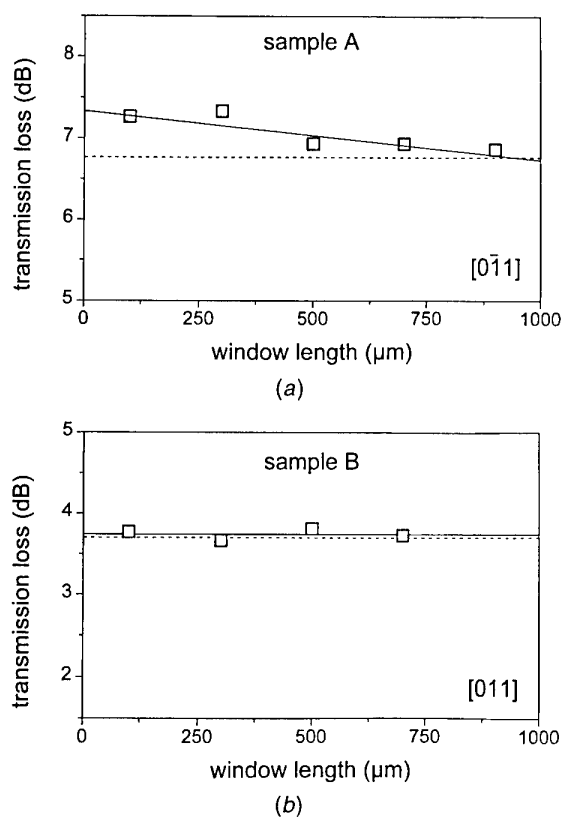 sample A
transmission loss (dB)
8
7
6
5
[01̄1]
0 250 500 750 1000
window length (µm)
(a)
sample B
transmission loss (dB)
5
4
3
2
[011]
0 250 500 750 1000
window length (µm)
(b)